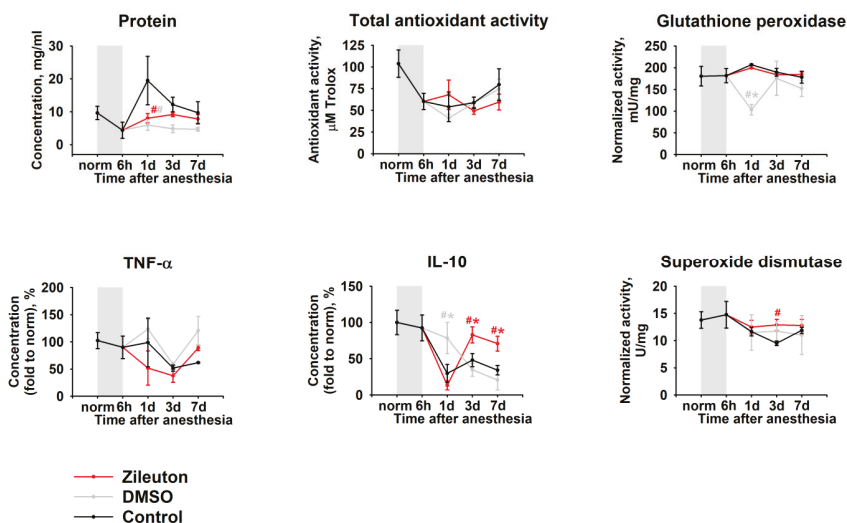 Protein
Concentration, mg/ml
30
20
10
0
#
#
norm 6h 1d 3d 7d
Time after anesthesia
Total antioxidant activity
Antioxidant activity,
μM Trolox
125
100
75
50
25
0
norm 6h 1d 3d 7d
Time after anesthesia
Glutathione peroxidase
Normalized activity,
mU/mg
250
200
150
100
50
0
#*
norm 6h 1d 3d 7d
Time after anesthesia
TNF-α
Concentration
(fold to norm), %
200
150
100
50
0
norm 6h 1d 3d 7d
Time after anesthesia
IL-10
Concentration
(fold to norm), %
150
100
50
0
#*
#*
#*
norm 6h 1d 3d 7d
Time after anesthesia
Superoxide dismutase
Normalized activity,
U/mg
20
15
10
5
0
#
norm 6h 1d 3d 7d
Time after anesthesia
Zileuton
DMSO
Control